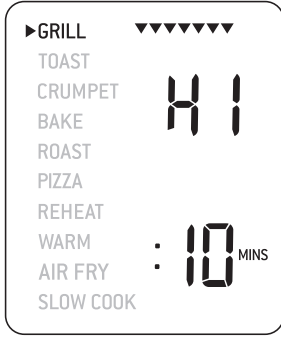 ▶GRILL ▼▼▼▼▼▼▼
TOAST
CRUMPET
HI
BAKE
ROAST
PIZZA
REHEAT
WARM
:10 MINS
AIR FRY
SLOW COOK